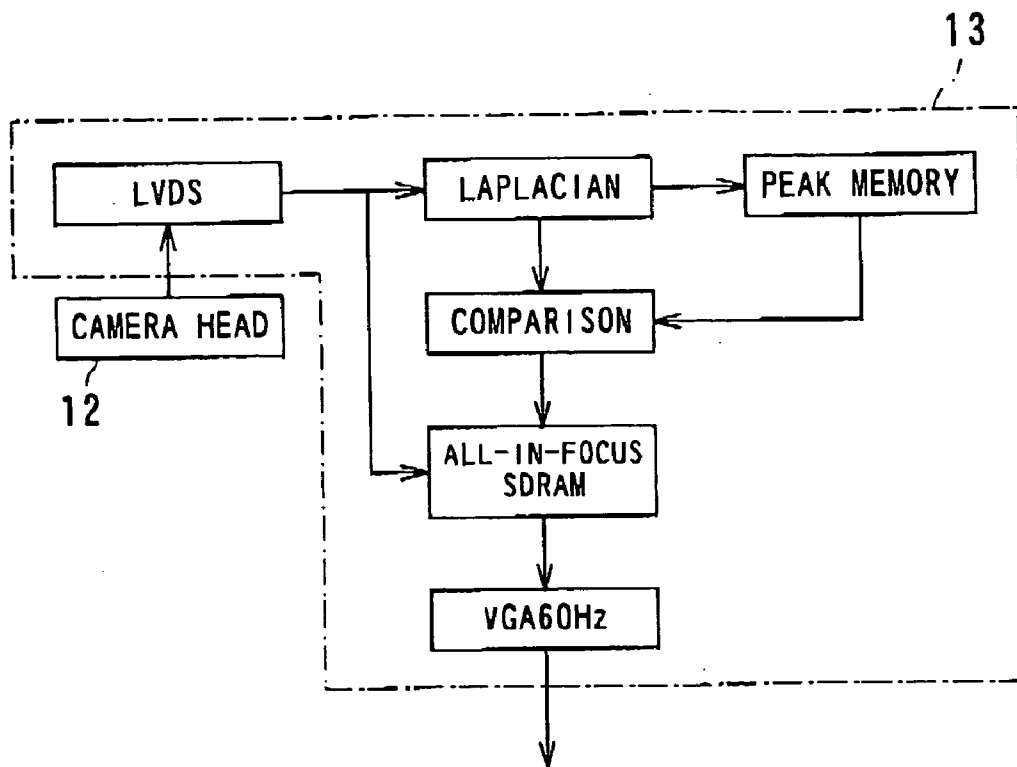 13
LVDS
LAPLACIAN
PEAK MEMORY
CAMERA HEAD
COMPARISON
12
ALL-IN-FOCUS
SDRAM
VGA60Hz